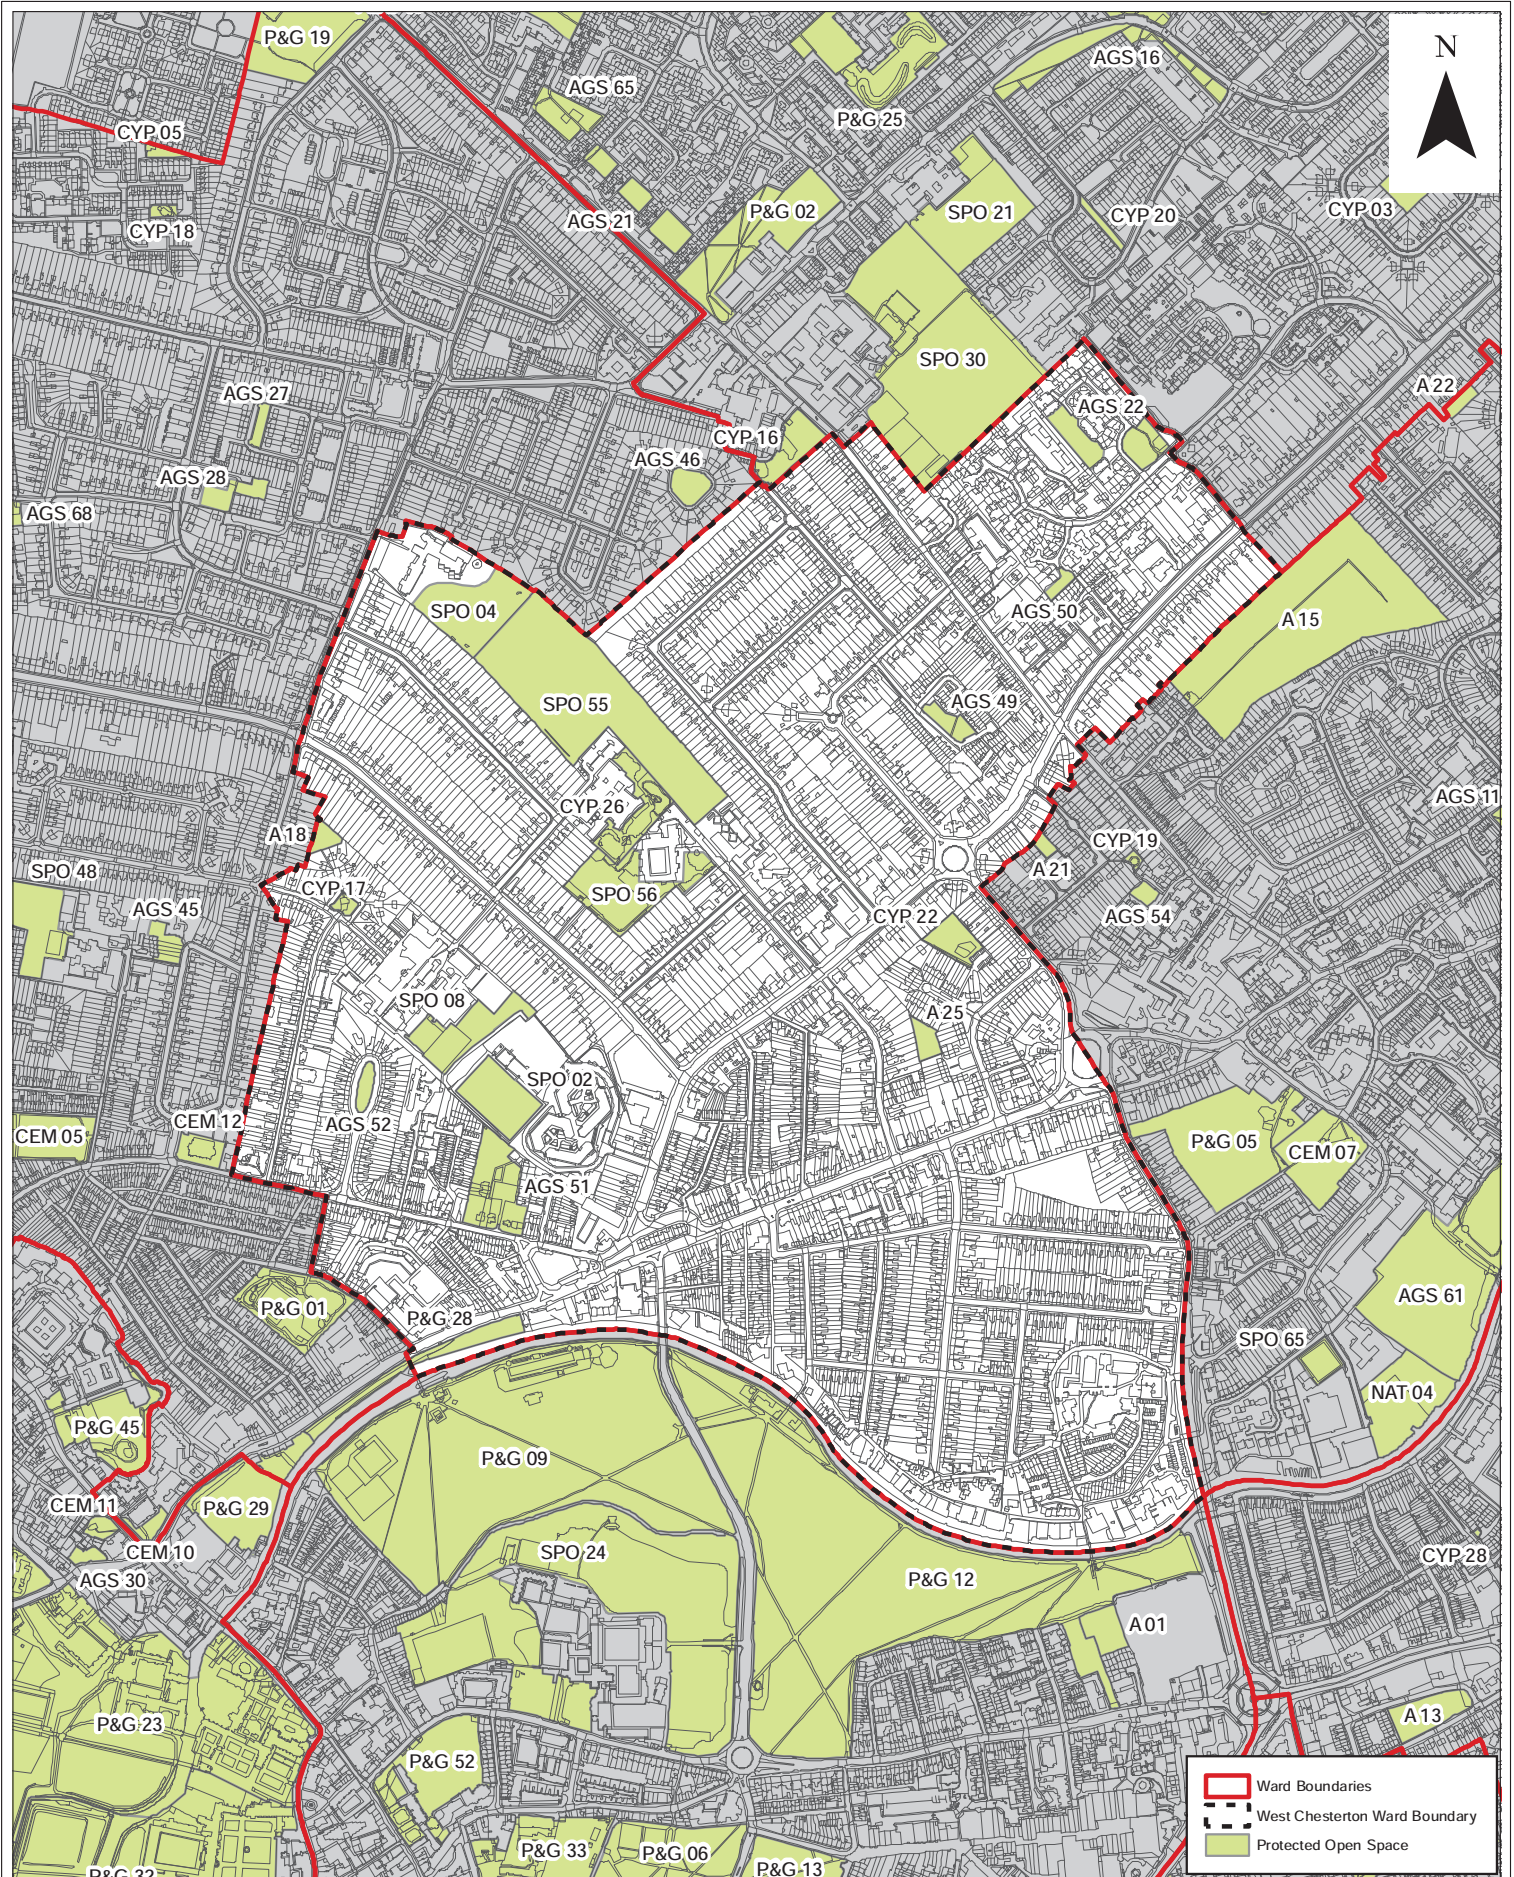 P&G 19
N
AGS 16
AGS 65
P&G 25
CYP 05
CYP 18
AGS 21
P&G 02
SPO 21
CYP 20
CYP 03
SPO 30
A 22
AGS 27
AGS 22
CYP 16
AGS 46
AGS 28
AGS 68
SPO 04
AGS 50
A 15
SPO 55
AGS 49
CYP 26
AGS 11
A 18
CYP 19
SPO 48
A 21
CYP 17
SPO 56
AGS 45
CYP 22
AGS 54
SPO 08
A 25
SPO 02
CEM 12
AGS 52
CEM 05
P&G 05
CEM 07
AGS 51
P&G 01
P&G 28
AGS 61
SPO 65
NAT 04
P&G 45
P&G 09
CEM 11
P&G 29
CEM 10
SPO 24
CYP 28
AGS 30
P&G 12
A 01
P&G 23
A 13
P&G 52
Ward Boundaries
West Chesterton Ward Boundary
Protected Open Space
P&G 33
P&G 06
P&G 13
P&G 32